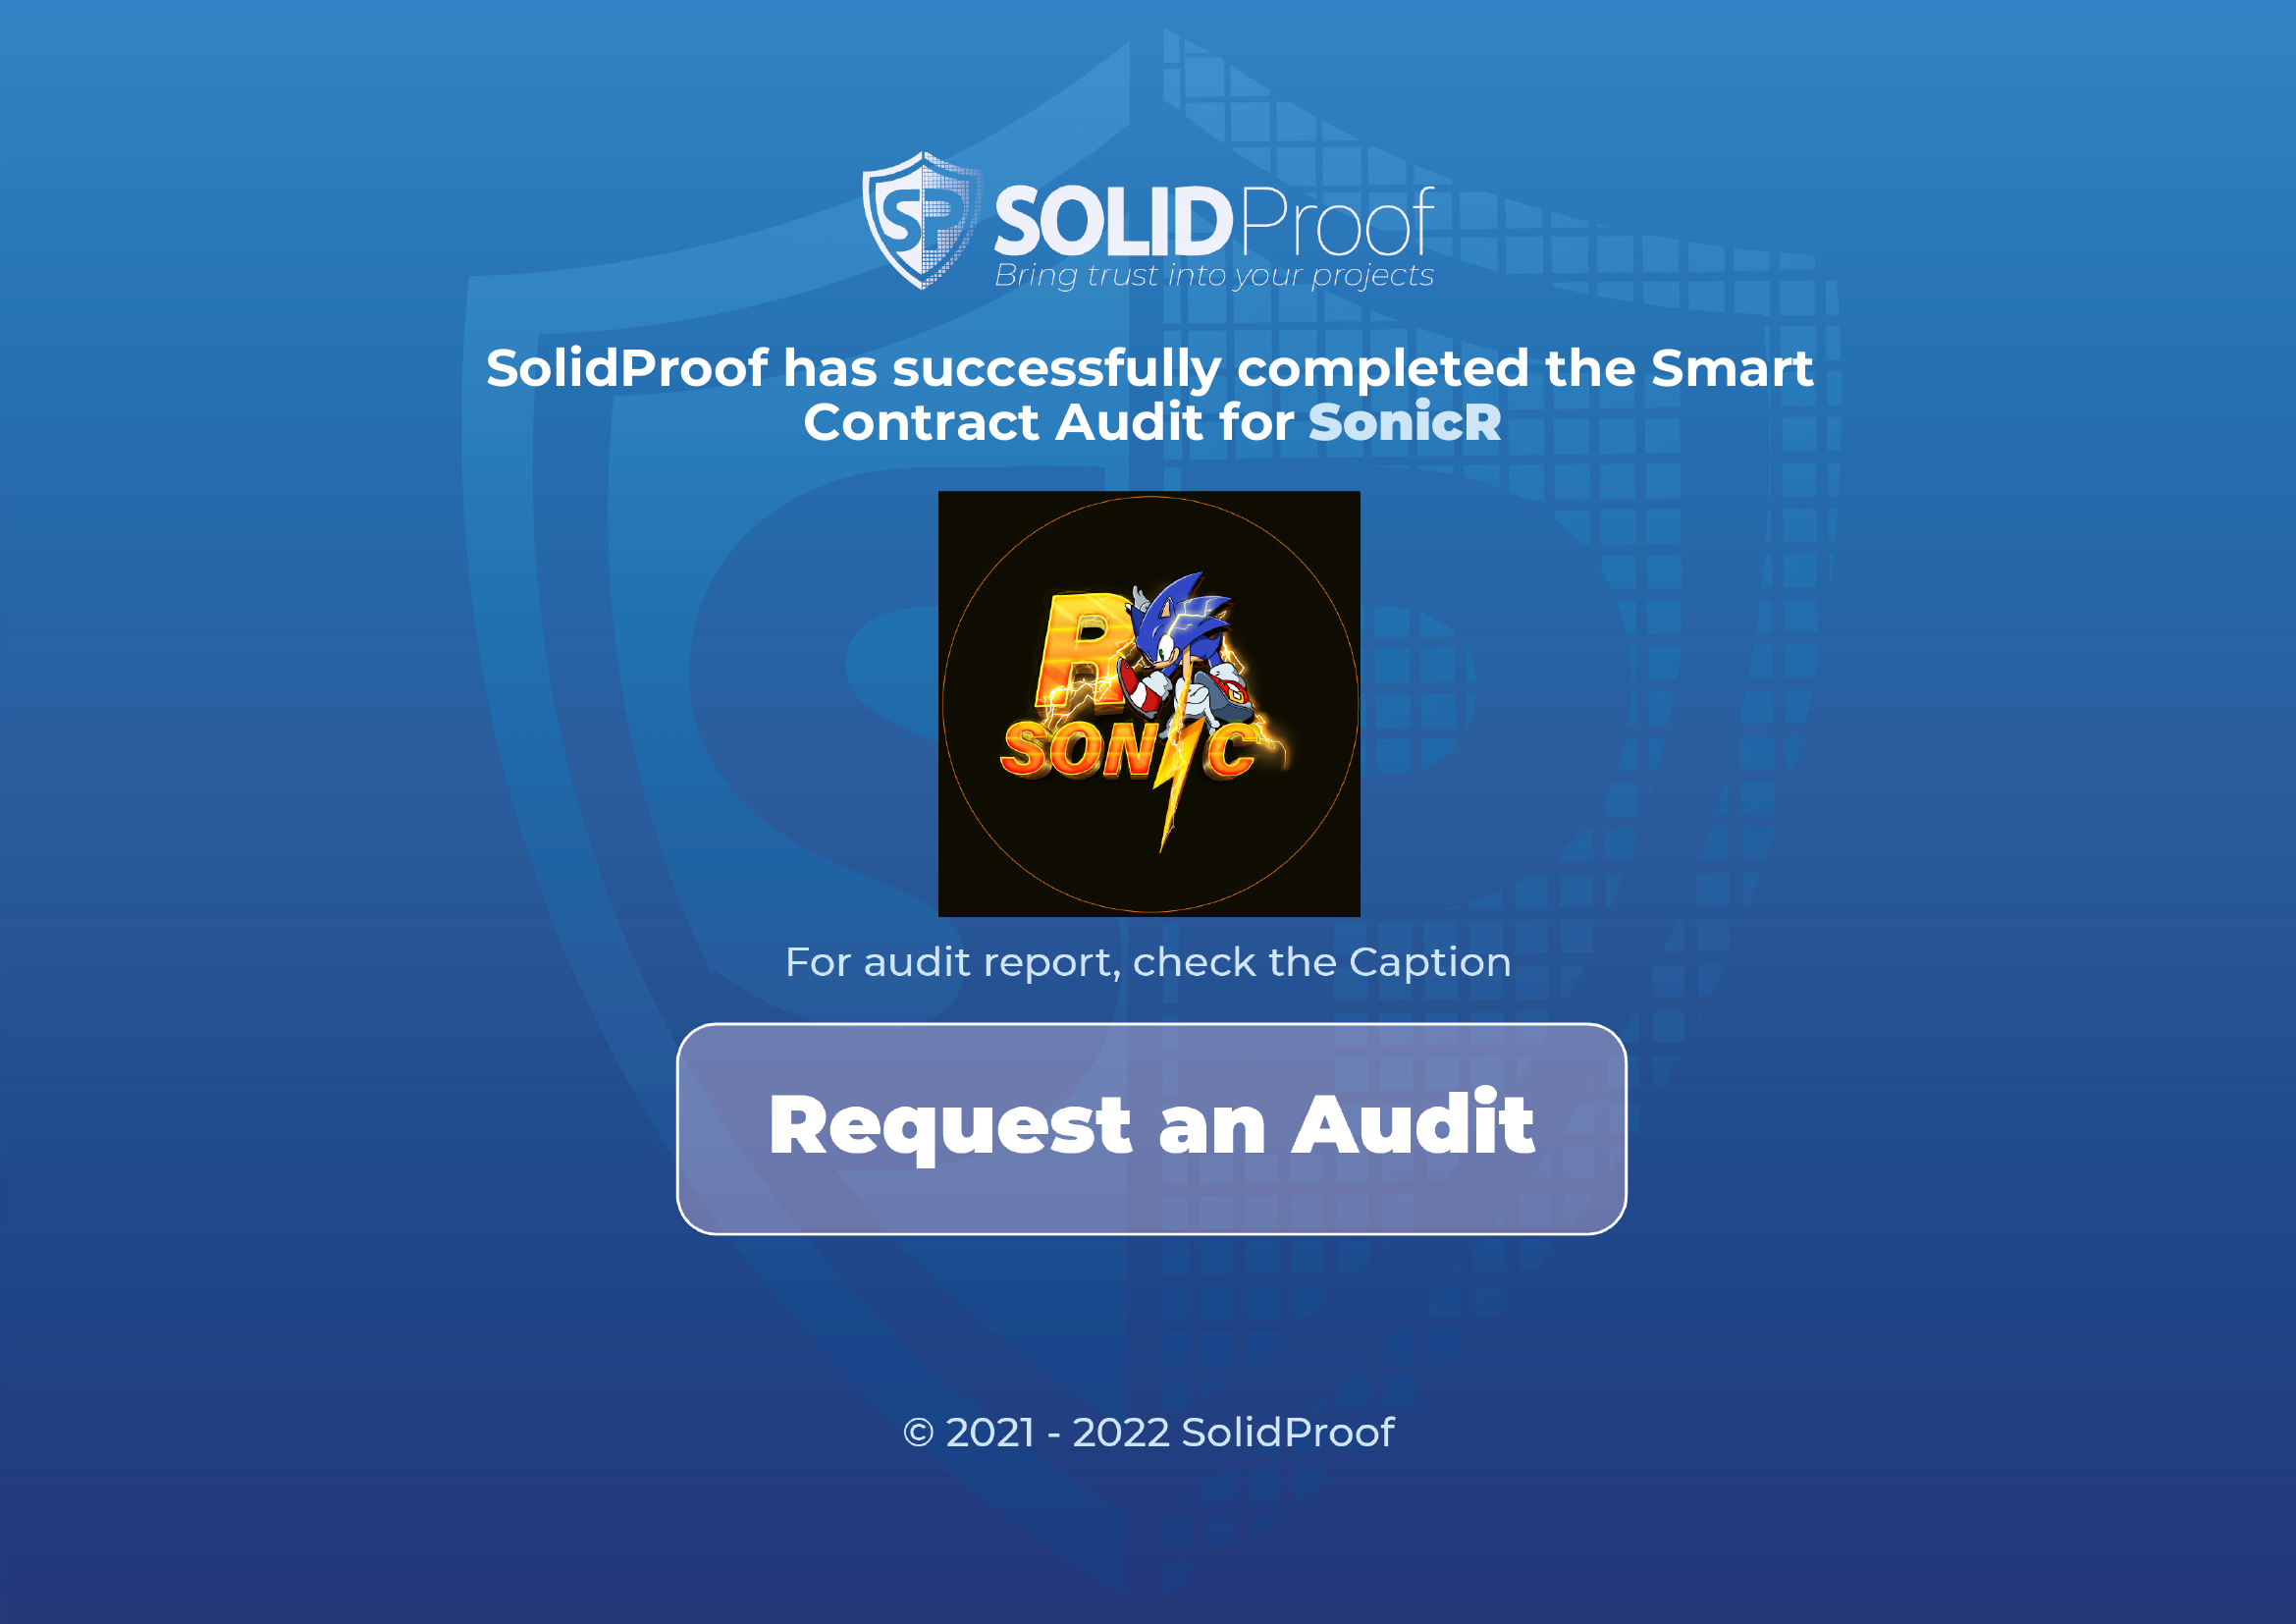 SP SOLIDProof
Bring trust into your projects
SolidProof has successfully completed the Smart
Contract Audit for SonicR
R
SONIC
For audit report, check the Caption
Request an Audit
© 2021 - 2022 SolidProof